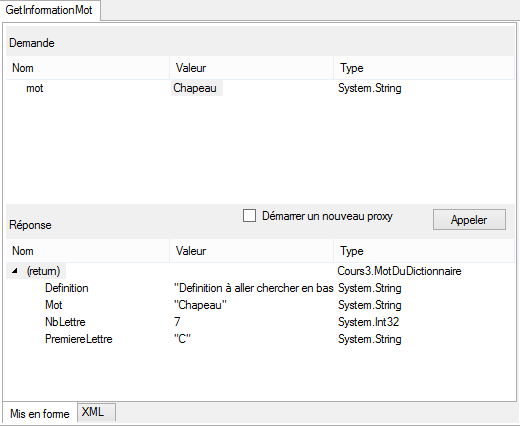 GetInformationMot
Demande
Nom Valeur Type
mot Chapeau System.String
Démarrer un nouveau proxy Appeler
Réponse
Nom Valeur Type
(return) Cours3.MotDuDictionnaire
Definition "Definition à aller chercher en bas System.String
Mot "Chapeau" System.String
NbLettre 7 System.Int32
PremiereLettre "C" System.String
Mis en forme XML